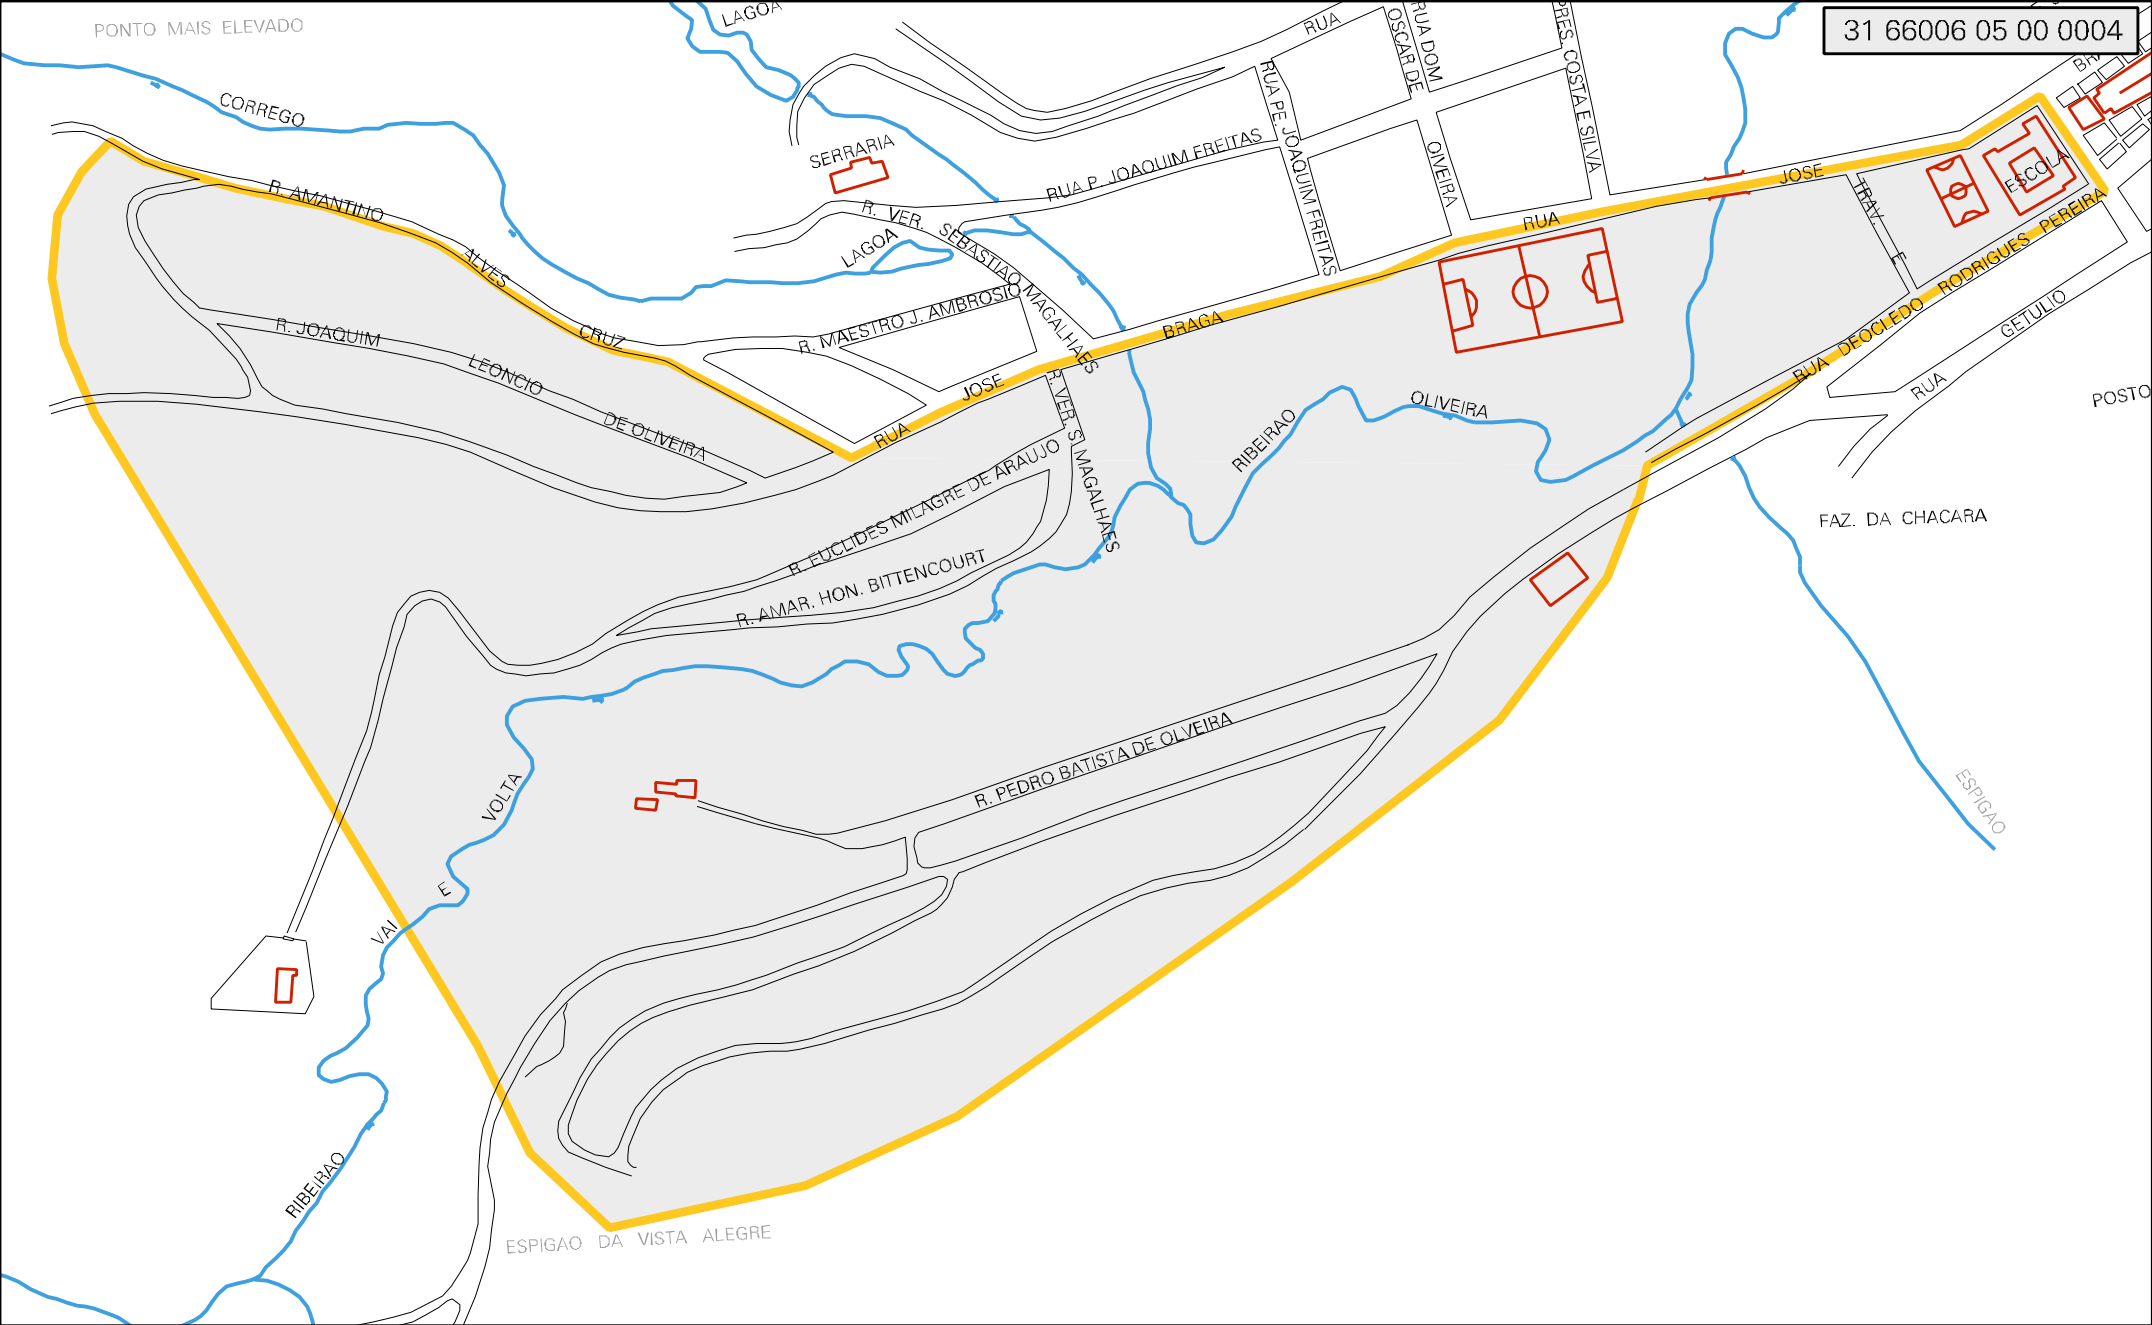 PONTO MAIS ELEVADO
LAGOA
RUA
OSCAR DE
RUA DOM
PRES. COSTA E SILVA
31 66006 05 00 0004
CORREGO
SERRARIA
RUA P. JOAQUIM FREITAS
RUA PE. JOAQUIM FREITAS
OIVEIRA
R. VER. SEBASTIAO MAGALHAES
LAGOA
R. AMANTINO ALVES CRUZ
R. MAESTRO J. AMBROSIO
RUA JOSE BRAGA
RUA JOSE
TRAV E
ESCOLA
RUA DEOCLEDO RODRIGUES PEREIRA
RUA GETULIO
POSTO
R. JOAQUIM LEONCIO DE OLIVEIRA
R. VER. S. MAGALHAES
RIBEIRAO OLIVEIRA
R. EUCLIDES MILAGRE DE ARAUJO
R. AMAR. HON. BITTENCOURT
FAZ. DA CHACARA
R. PEDRO BATISTA DE OLVEIRA
ESPIGAO
RIBEIRAO VAI E VOLTA
ESPIGAO DA VISTA ALEGRE